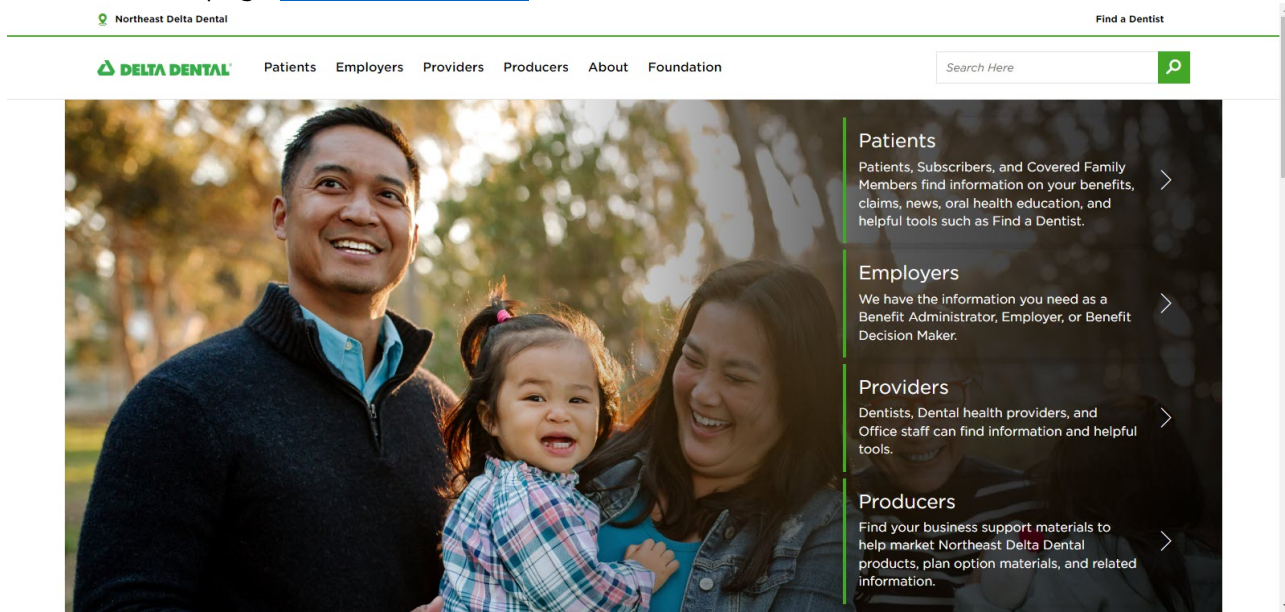 Northeast Delta Dental
Find a Dentist
DELTA DENTAL
Patients Employers Providers Producers About Foundation
Search Here
Patients
Patients, Subscribers, and Covered Family
Members find information on your benefits,
claims, news, oral health education, and
helpful tools such as Find a Dentist.
Employers
We have the information you need as a
Benefit Administrator, Employer, or Benefit
Decision Maker.
Providers
Dentists, Dental health providers, and
Office staff can find information and helpful
tools.
Producers
Find your business support materials to
help market Northeast Delta Dental
products, plan option materials, and related
information.